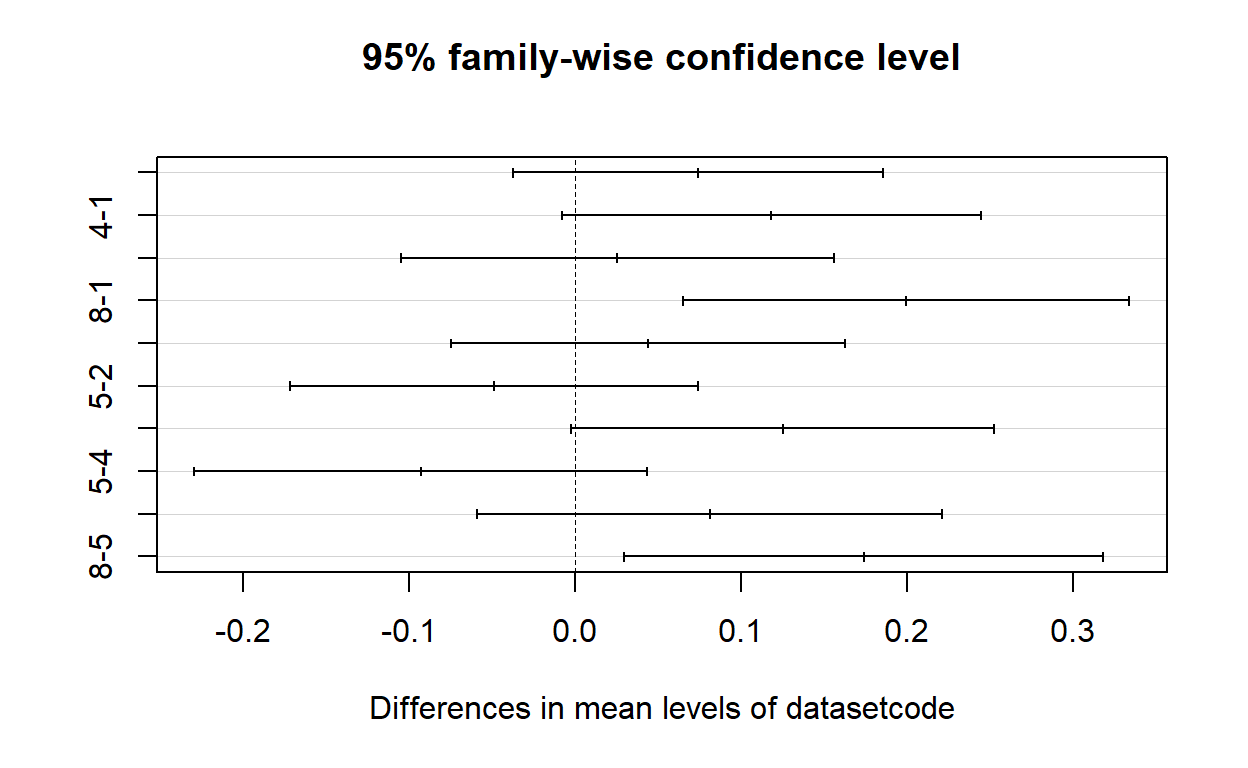 95% family-wise confidence level
4-1
8-1
5-2
5-4
8-5
-0.2 -0.1 0.0 0.1 0.2 0.3
Differences in mean levels of datasetcode